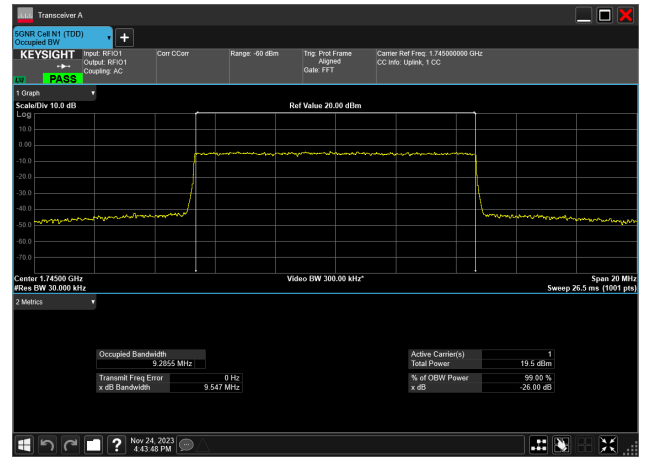 Transceiver A
5GNR Cell N1 (TDD)
Occupied BW
+
KEYSIGHT
PASS
Input: RFIO1
Output: RFIO1
Coupling: AC
Corr CCorr
Range: -60 dBm
Trig: Prot Frame
Aligned
Gate: FFT
Carrier Ref Freq: 1.745000000 GHz
CC Info: Uplink, 1 CC
1 Graph
Scale/Div 10.0 dB
Ref Value 20.00 dBm
Log
10.0
0.00
-10.0
-20.0
-30.0
-40.0
-50.0
-60.0
-70.0
Center 1.74500 GHz
Video BW 300.00 kHz*
Span 20 MHz
#Res BW 30.000 kHz
Sweep 26.5 ms (1001 pts)
2 Metrics
Occupied Bandwidth
9.2855 MHz
Transmit Freq Error 0 Hz
x dB Bandwidth 9.547 MHz
Active Carrier(s) 1
Total Power 19.5 dBm
% of OBW Power 99.00 %
x dB -26.00 dB
?
Nov 24, 2023
4:43:48 PM